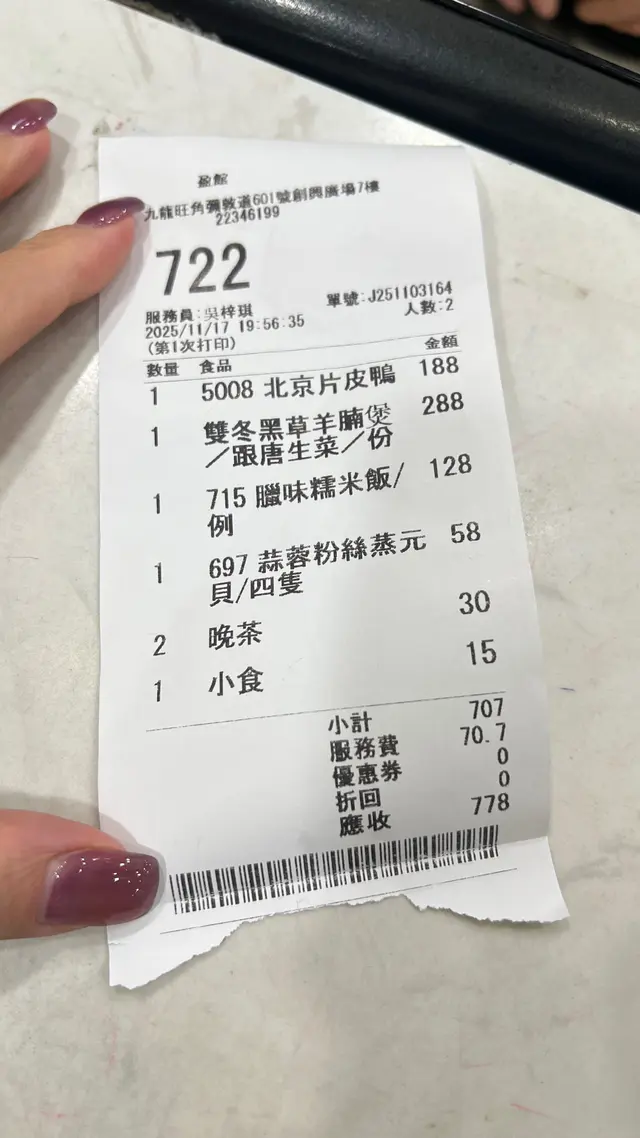 盈館
九龍旺角彌敦道601號創興廣場7樓
22346199
722
單號:J251103164
服務員:吳梓琪
人數:2
2025/11/17 19:56:35
(第1次打印)
數量 食品 金額
1 5008 北京片皮鴨 188
1 雙冬黑草羊腩煲 288
/跟唐生菜/份
1 715 臘味糯米飯/ 128
例
1 697 蒜蓉粉絲蒸元 58
貝/四隻
2 晚茶 30
1 小食 15
小計 707
服務費 70.7
優惠券 0
折回 0
應收 778